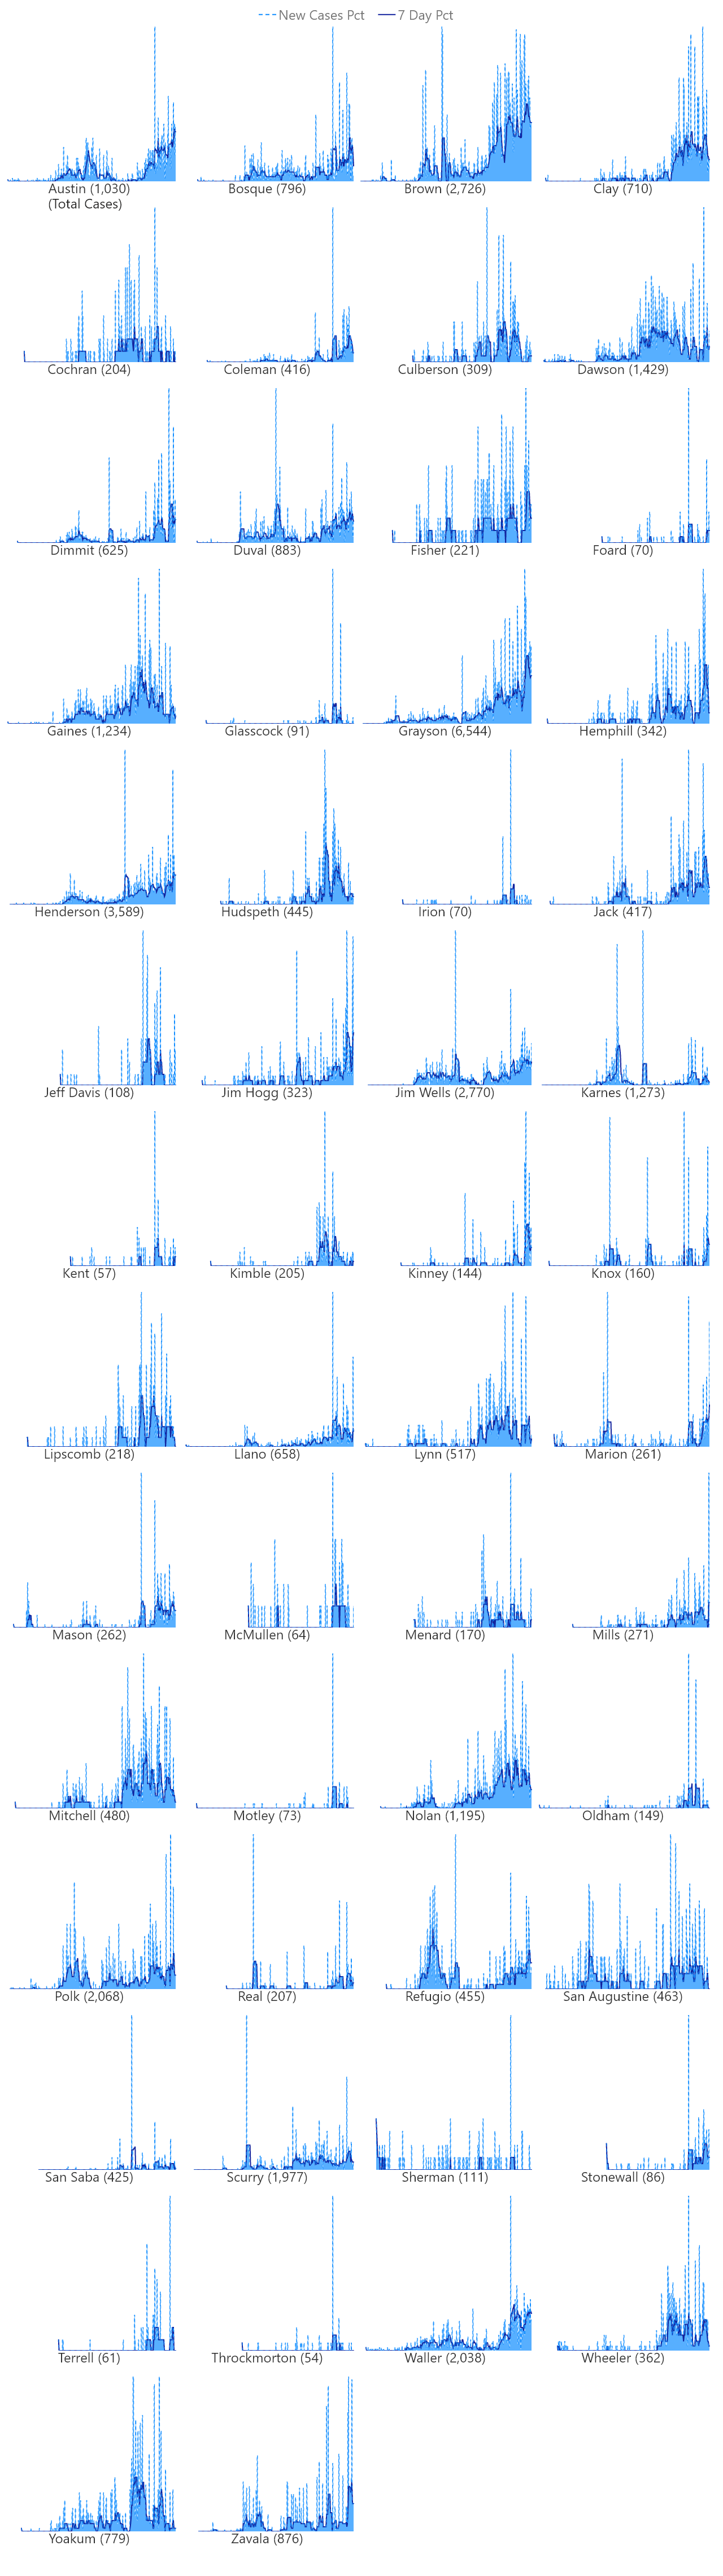 New Cases Pct 7 Day Pct
Austin (1,030) Bosque (796) Brown (2,726) Clay (710)
(Total Cases)
Cochran (204) Coleman (416) Culberson (309) Dawson (1,429)
Dimmit (625) Duval (883) Fisher (221) Foard (70)
Gaines (1,234) Glasscock (91) Grayson (6,544) Hemphill (342)
Henderson (3,589) Hudspeth (445) Irion (70) Jack (417)
Jeff Davis (108) Jim Hogg (323) Jim Wells (2,770) Karnes (1,273)
Kent (57) Kimble (205) Kinney (144) Knox (160)
Lipscomb (218) Llano (658) Lynn (517) Marion (261)
Mason (262) McMullen (64) Menard (170) Mills (271)
Mitchell (480) Motley (73) Nolan (1,195) Oldham (149)
Polk (2,068) Real (207) Refugio (455) San Augustine (463)
San Saba (425) Scurry (1,977) Sherman (111) Stonewall (86)
Terrell (61) Throckmorton (54) Waller (2,038) Wheeler (362)
Yoakum (779) Zavala (876)